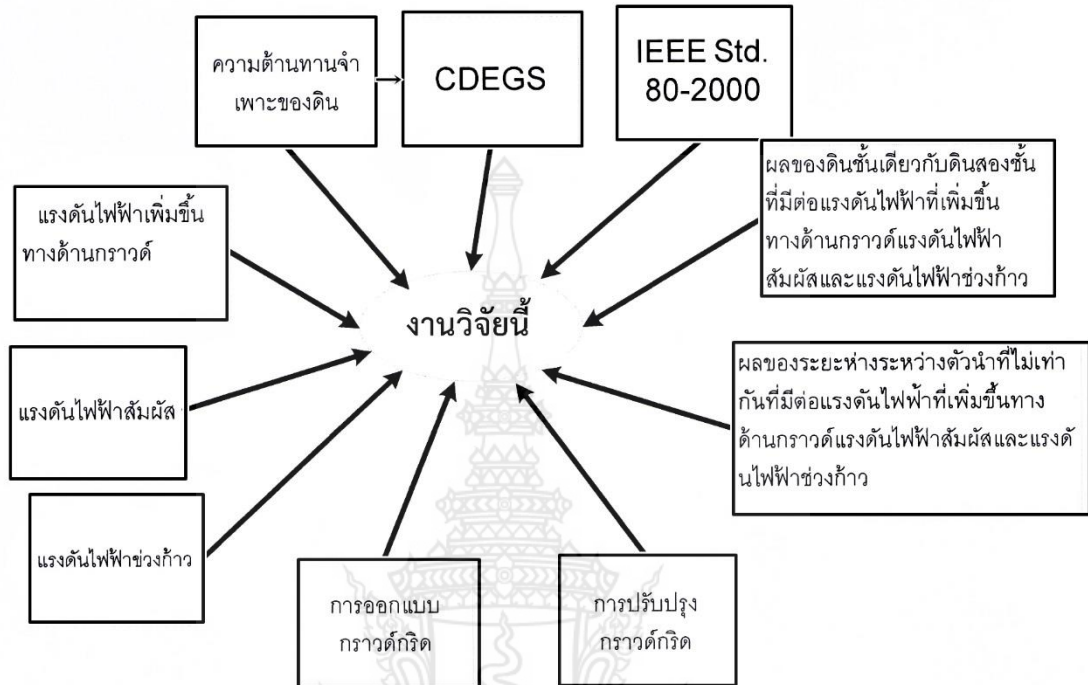 ความต้านทานจำ
เพาะของดิน
CDEGS
IEEE Std.
80-2000
แรงดันไฟฟ้าเพิ่มขึ้น
ทางด้านกราวด์
ผลของดินชั้นเดียวกับดินสองชั้น
ที่มีต่อแรงดันไฟฟ้าที่เพิ่มขึ้น
ทางด้านกราวด์แรงดันไฟฟ้า
สัมผัสและแรงดันไฟฟ้าช่วงก้าว
งานวิจัยนี้
แรงดันไฟฟ้าสัมผัส
ผลของระยะห่างระหว่างตัวนำที่ไม่เท่า
กันที่มีต่อแรงดันไฟฟ้าที่เพิ่มขึ้นทาง
ด้านกราวด์แรงดันไฟฟ้าสัมผัสและแรงดั
นไฟฟ้าช่วงก้าว
แรงดันไฟฟ้าช่วงก้าว
การออกแบบ
กราวด์กริด
การปรับปรุง
กราวด์กริด